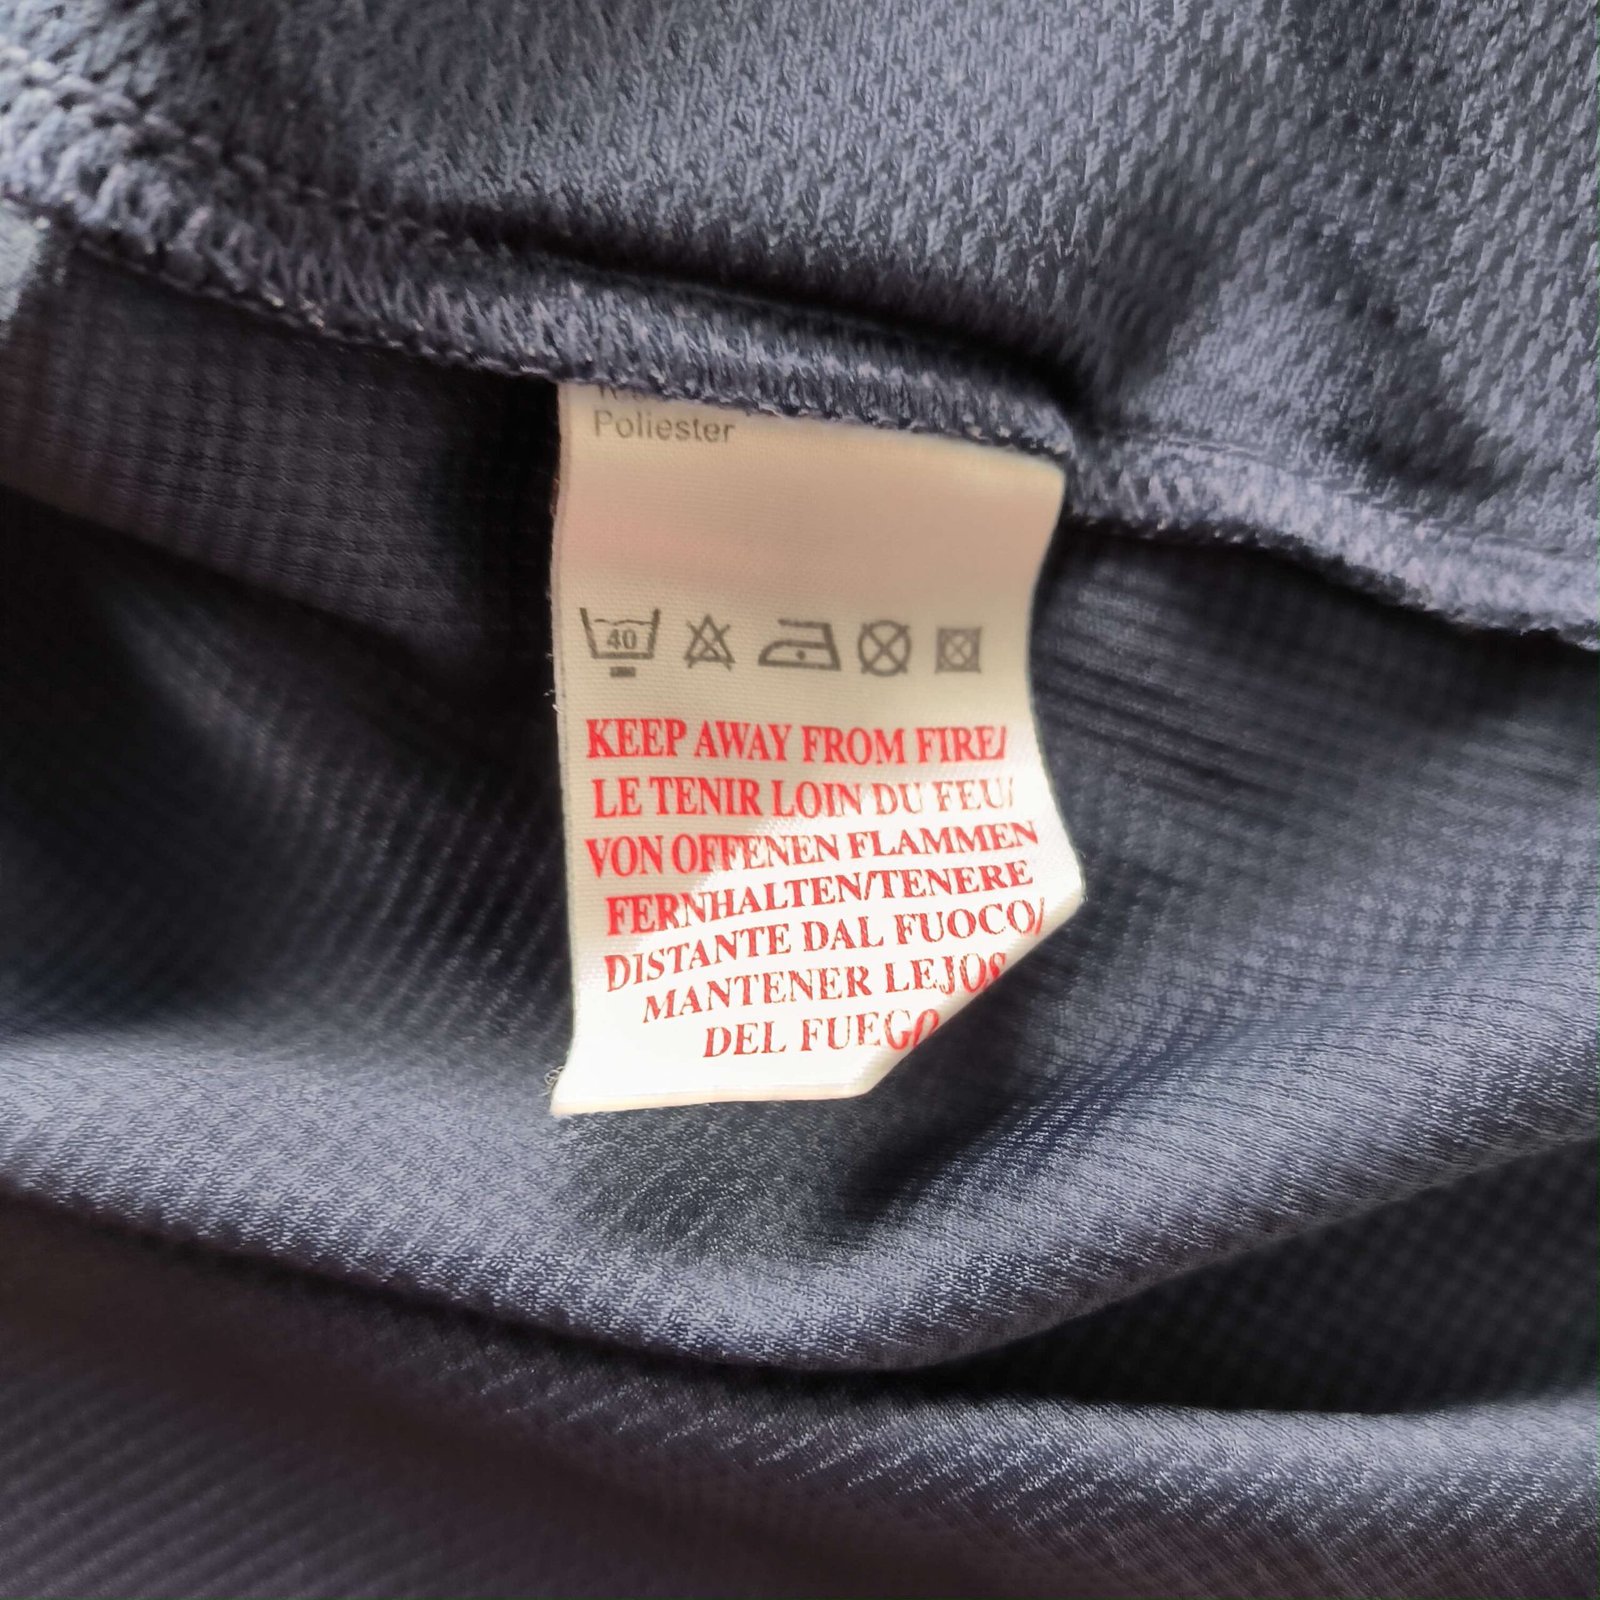 Poliester
40
KEEP AWAY FROM FIRE/
LE TENIR LOIN DU FEU/
VON OFFENEN FLAMMEN
FERNHALTEN/TENERE
DISTANTE DAL FUOCO/
MANTENER LEJOS
DEL FUEGO